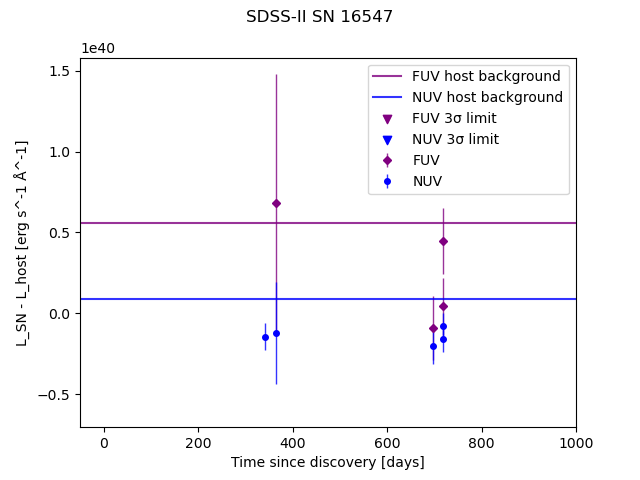 SDSS-II SN 16547
1e40
FUV host background
NUV host background
FUV 3σ limit
NUV 3σ limit
FUV
NUV
1.5
1.0
0.5
0.0
−0.5
L_SN - L_host [erg s^-1 Å^-1]
0 200 400 600 800 1000
Time since discovery [days]